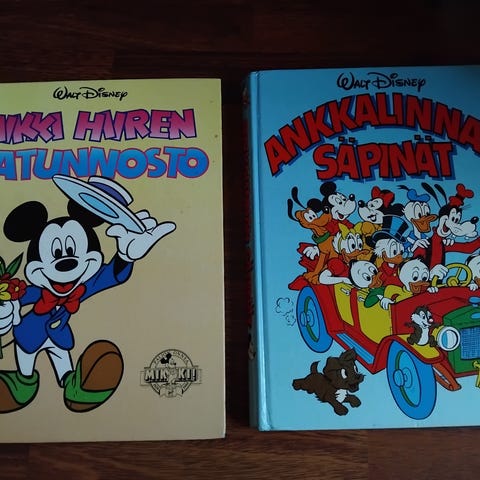 WALT DISNEY
IKKI HIIREN
ATUNNOSTO
MIKKI!
WALT DISNEY
ANKKALINNA
SÄPINÄT